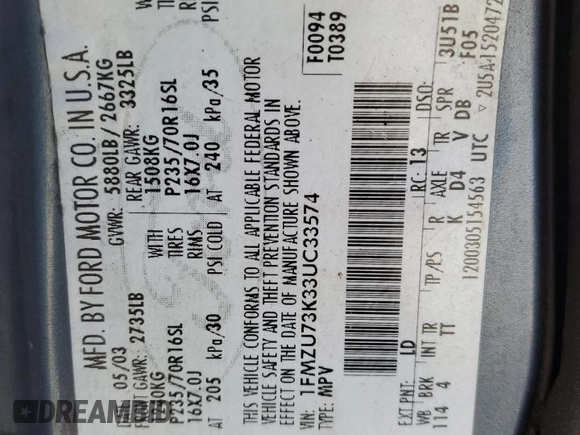 MFD. BY FORD MOTOR CO. IN U.S.A.
05/03 GVWR: 5880LB / 2667KG
GAWR: 2735LB REAR GAWR: 3325LB
1508KG WITH
P235/70R16SL TIRES P235/70R16SL
16X7.0J RIMS 16X7.0J
AT 205 kPa/30 PSI COLD AT 240 kPa/35 PSI
THIS VEHICLE CONFORMS TO ALL APPLICABLE FEDERAL MOTOR
VEHICLE SAFETY AND THEFT PREVENTION STANDARDS IN
EFFECT ON THE DATE OF MANUFACTURE SHOWN ABOVE.
1FMZU73K33UC33574 F0094
TYPE: MPV T0389
EXT PNT: LD RC: 13 DSO:
WB BRK INT TR TP/PS R AXLE TR SPR 3U51B
114 4 TT K D4 V DB F05
1200305154563 UTC ▽ 2U5A-1520472
DREAMBID